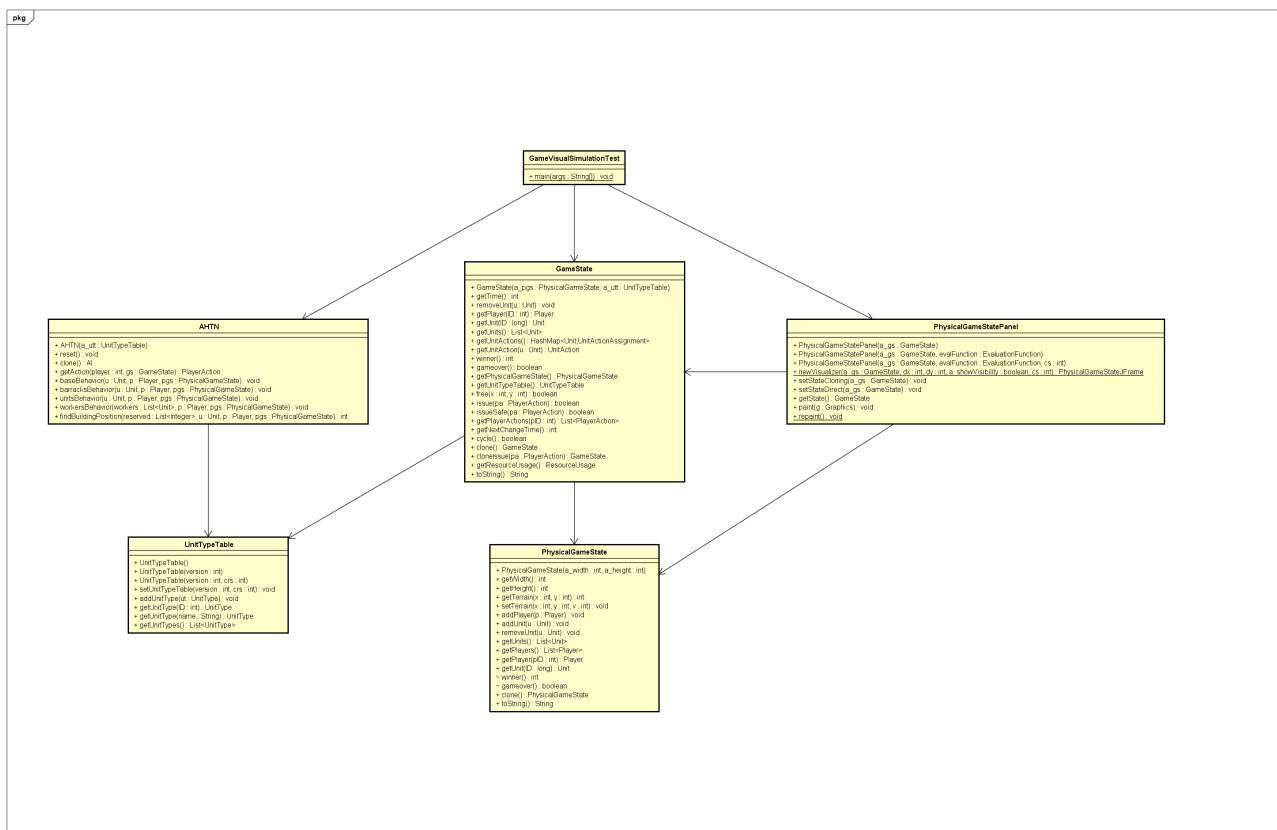 pkg
GameVisualSimulationTest
+ main(args : String[]) : void
GameState
+ GameState(a_pgs : PhysicalGameState, a_utt : UnitTypeTable)
+ getTime() : int
+ removeUnit(u : Unit) : void
+ getPlayer(ID : int) : Player
+ getUnit(ID : long) : Unit
+ getUnits() : List<Unit>
+ getUnitActions() : HashMap<Unit,UnitActionAssignment>
+ getUnitAction(u : Unit) : UnitAction
+ winner() : int
+ gameover() : boolean
+ getPhysicalGameState() : PhysicalGameState
+ getUnitTypeTable() : UnitTypeTable
+ free(x : int, y : int) : boolean
+ issue(pa : PlayerAction) : boolean
+ issueSafe(pa : PlayerAction) : boolean
+ getPlayerActions(pID : int) : List<PlayerAction>
+ getNextChangeTime() : int
+ cycle() : boolean
+ clone() : GameState
+ cloneIssue(pa : PlayerAction) : GameState
+ getResourceUsage() : ResourceUsage
+ toString() : String
AHTN
+ AHTN(a_utt : UnitTypeTable)
+ reset() : void
+ clone() : AI
+ getAction(player : int, gs : GameState) : PlayerAction
+ baseBehavior(u : Unit, p : Player, pgs : PhysicalGameState) : void
+ barracksBehavior(u : Unit, p : Player, pgs : PhysicalGameState) : void
+ unitsBehavior(u : Unit, p : Player, pgs : PhysicalGameState) : void
+ workersBehavior(workers : List<Unit>, p : Player, pgs : PhysicalGameState) : void
+ findBuildingPosition(reserved : List<Integer>, u : Unit, p : Player, pgs : PhysicalGameState) : int
PhysicalGameStatePanel
+ PhysicalGameStatePanel(a_gs : GameState)
+ PhysicalGameStatePanel(a_gs : GameState, evalFunction : EvaluationFunction)
+ PhysicalGameStatePanel(a_gs : GameState, evalFunction : EvaluationFunction, cs : int)
+ newVisualizer(a_gs : GameState, dx : int, dy : int, a_showVisibility : boolean, cs : int) : PhysicalGameStateJFrame
+ setStateCloning(a_gs : GameState) : void
+ setStateDirect(a_gs : GameState) : void
+ getState() : GameState
+ paint(g : Graphics) : void
+ repaint() : void
UnitTypeTable
+ UnitTypeTable()
+ UnitTypeTable(version : int)
+ UnitTypeTable(version : int, crs : int)
+ setUnitTypeTable(version : int, crs : int) : void
+ addUnitType(ut : UnitType) : void
+ getUnitType(ID : int) : UnitType
+ getUnitType(name : String) : UnitType
+ getUnitTypes() : List<UnitType>
PhysicalGameState
+ PhysicalGameState(a_width : int, a_height : int)
+ getWidth() : int
+ getHeight() : int
+ getTerrain(x : int, y : int) : int
+ setTerrain(x : int, y : int, v : int) : void
+ addPlayer(p : Player) : void
+ addUnit(u : Unit) : void
+ removeUnit(u : Unit) : void
+ getUnits() : List<Unit>
+ getPlayers() : List<Player>
+ getPlayer(pID : int) : Player
+ getUnit(ID : long) : Unit
~ winner() : int
~ gameover() : boolean
+ clone() : PhysicalGameState
+ toString() : String